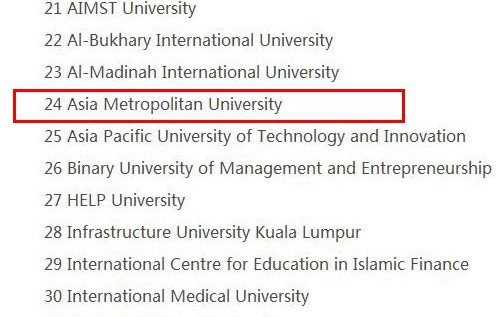 21 AIMST University
22 Al-Bukhary International University
23 Al-Madinah International University
24 Asia Metropolitan University
25 Asia Pacific University of Technology and Innovation
26 Binary University of Management and Entrepreneurship
27 HELP University
28 Infrastructure University Kuala Lumpur
29 International Centre for Education in Islamic Finance
30 International Medical University